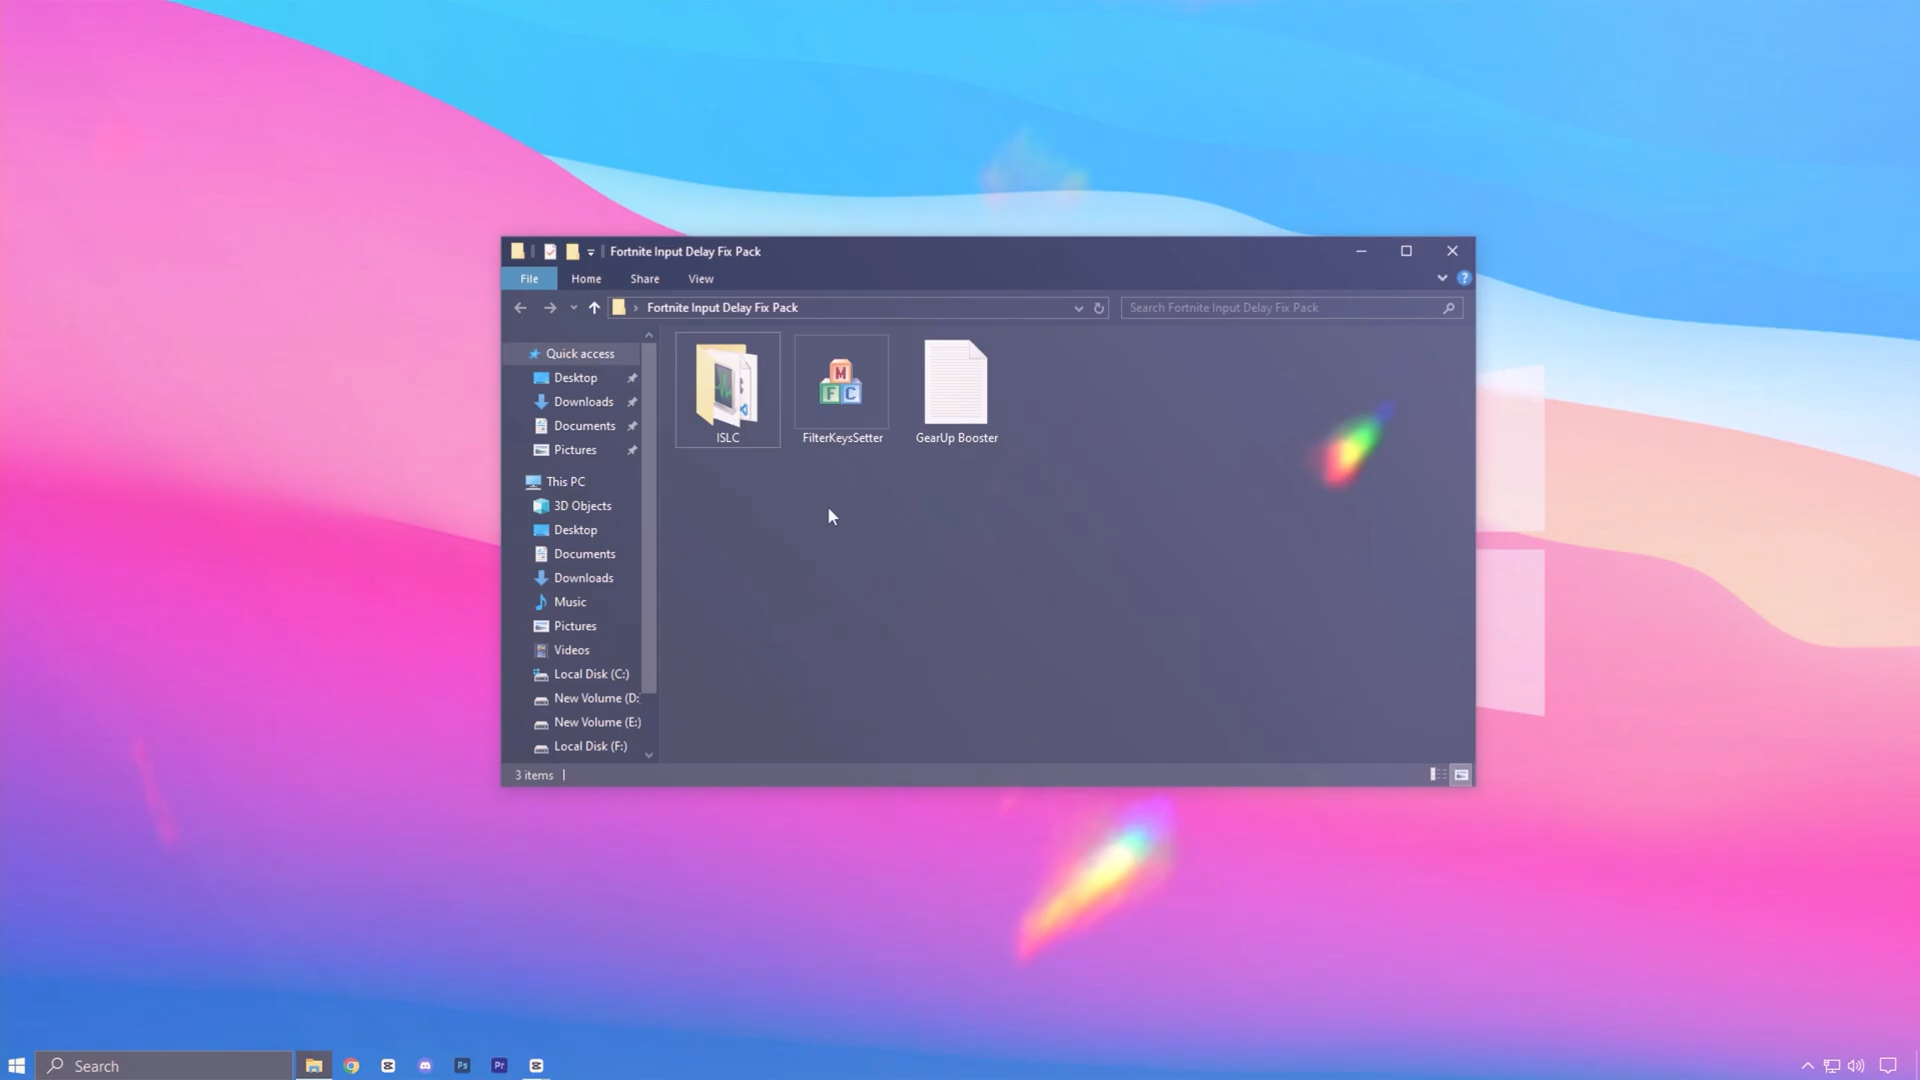 Fortnite Input Delay Fix Pack
File Home Share View
Fortnite Input Delay Fix Pack
Search Fortnite Input Delay Fix Pack
Quick access
Desktop
Downloads
Documents
Pictures
This PC
3D Objects
Desktop
Documents
Downloads
Music
Pictures
Videos
Local Disk (C:)
New Volume (D:
New Volume (E:)
Local Disk (F:)
M
F C
ISLC
FilterKeysSetter
GearUp Booster
3 items
Search
Ps
Pr